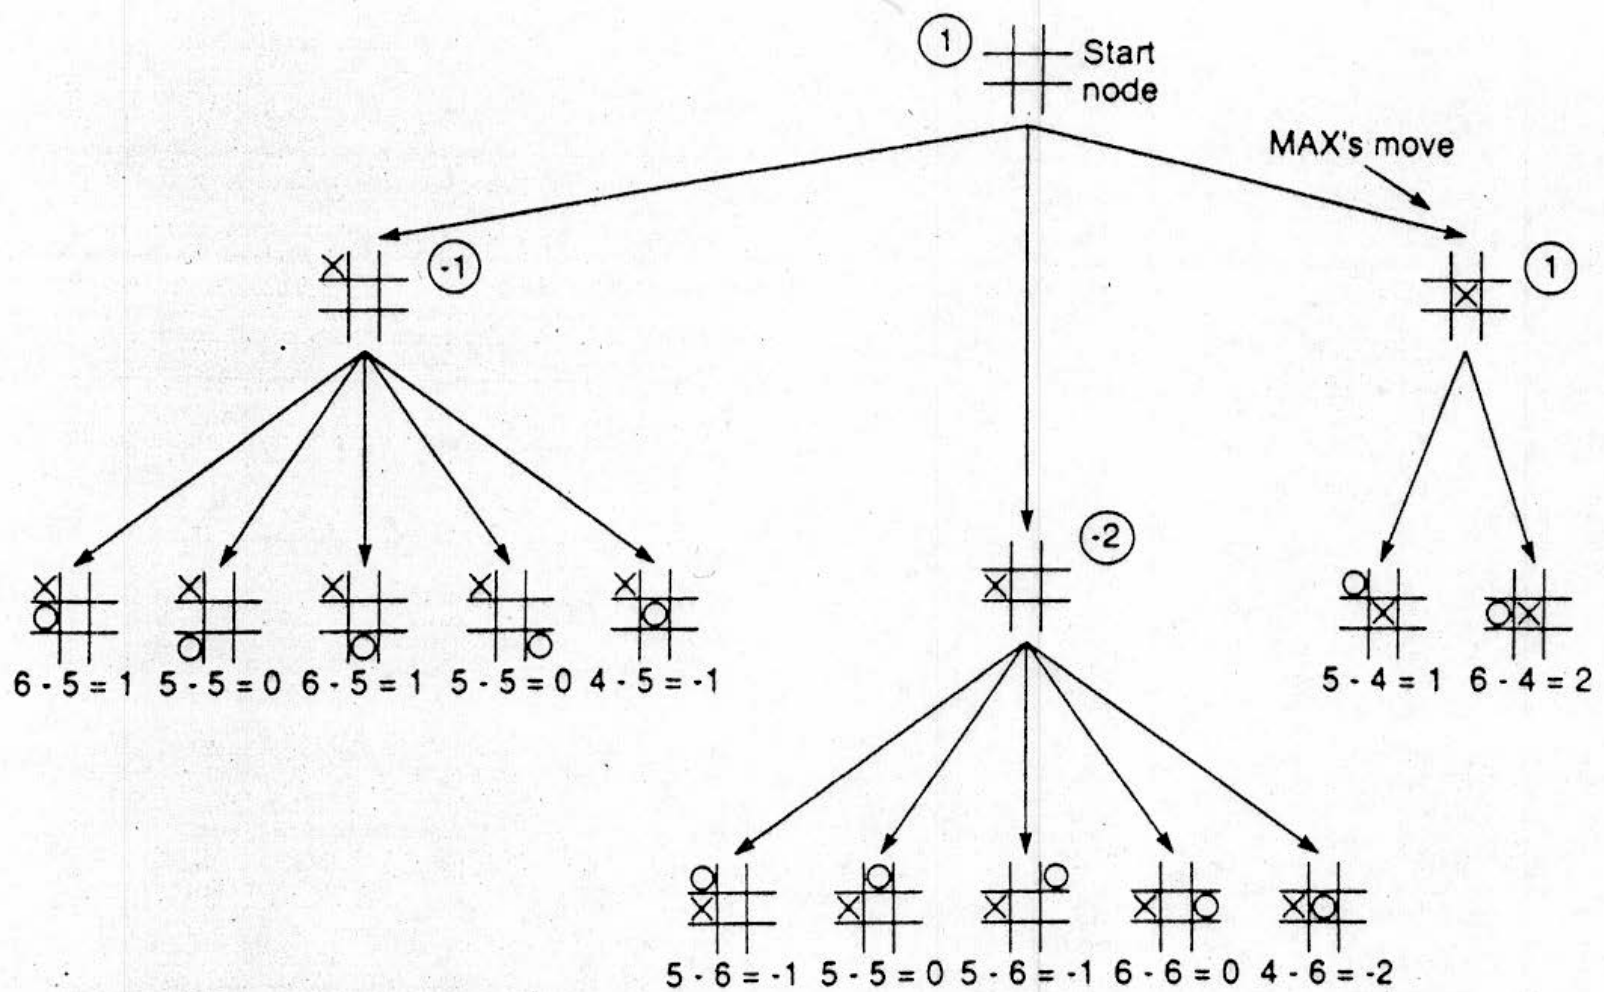 1
Start
node
MAX's move
-1
1
-2
6 - 5 = 1 5 - 5 = 0 6 - 5 = 1 5 - 5 = 0 4 - 5 = -1
5 - 4 = 1 6 - 4 = 2
5 - 6 = -1 5 - 5 = 0 5 - 6 = -1 6 - 6 = 0 4 - 6 = -2